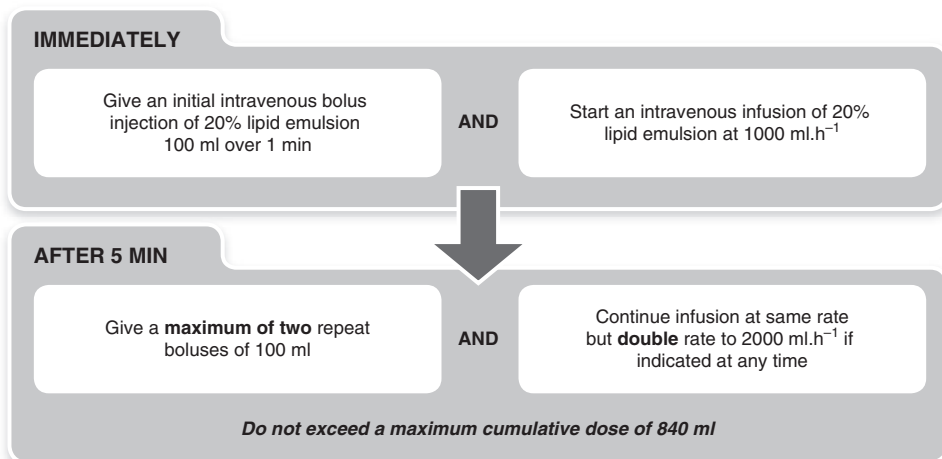 IMMEDIATELY
Give an initial intravenous bolus
injection of 20% lipid emulsion
100 ml over 1 min
AND
Start an intravenous infusion of 20%
lipid emulsion at 1000 ml.h⁻¹
AFTER 5 MIN
Give a maximum of two repeat
boluses of 100 ml
AND
Continue infusion at same rate
but double rate to 2000 ml.h⁻¹ if
indicated at any time
Do not exceed a maximum cumulative dose of 840 ml